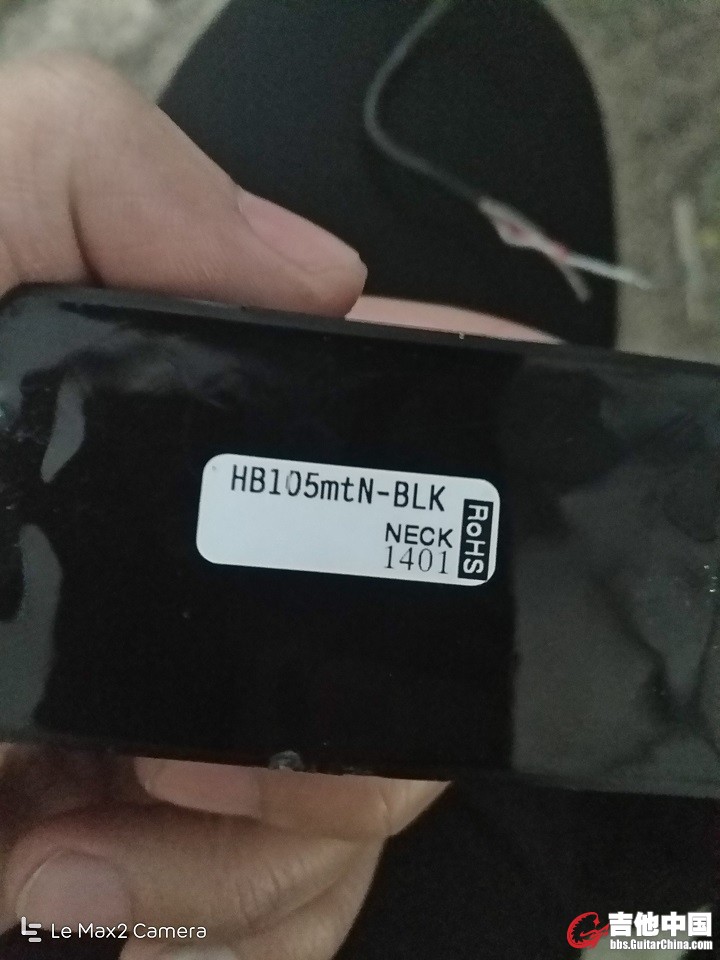 HB105mtN-BLK
NECK
1401
RoHS
Le Max2 Camera
吉他中国
bbs.GuitarChina.com